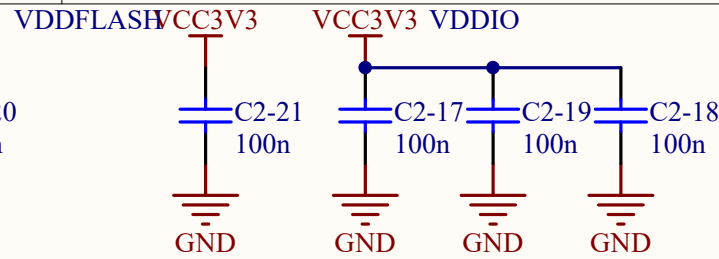 VDDFLASH VCC3V3 VCC3V3 VDDIO
C2-21 C2-17 C2-19 C2-18
100n 100n 100n 100n
GND GND GND GND